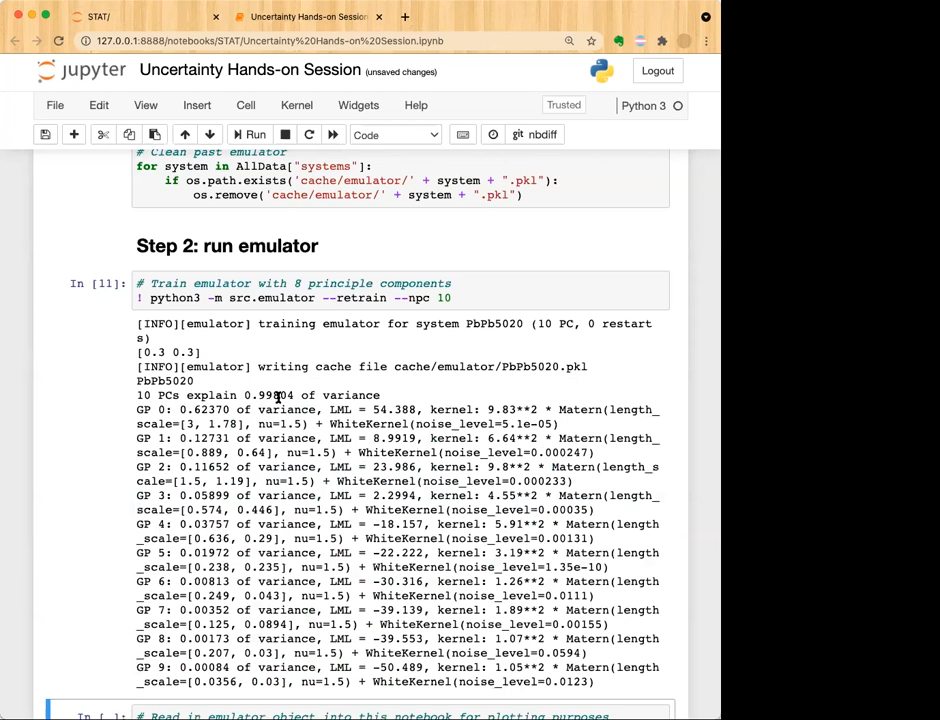 STAT/
Uncertainty Hands-on Session
127.0.0.1:8888/notebooks/STAT/Uncertainty%20Hands-on%20Session.ipynb
jupyter Uncertainty Hands-on Session (unsaved changes)
Logout
File Edit View Insert Cell Kernel Widgets Help
Trusted
Python 3
Run
Code
git nbdiff
# Clean past emulator
for system in AllData["systems"]:
if os.path.exists('cache/emulator/' + system + ".pkl"):
os.remove('cache/emulator/' + system + ".pkl")
Step 2: run emulator
In [11]:
# Train emulator with 8 principle components
! python3 -m src.emulator --retrain --npc 10
[INFO][emulator] training emulator for system PbPb5020 (10 PC, 0 restart
s)
[0.3 0.3]
[INFO][emulator] writing cache file cache/emulator/PbPb5020.pkl
PbPb5020
10 PCs explain of variance
GP 0: 0.62370 of variance, LML = 54.388, kernel: 9.83**2 * Matern(length_
scale=[3, 1.78], nu=1.5) + WhiteKernel(noise_level=5.1e-05)
GP 1: 0.12731 of variance, LML = 8.9919, kernel: 6.64**2 * Matern(length_
scale=[0.889, 0.64], nu=1.5) + WhiteKernel(noise_level=0.000247)
GP 2: 0.11652 of variance, LML = 23.986, kernel: 9.8**2 * Matern(length_s
cale=[1.5, 1.19], nu=1.5) + WhiteKernel(noise_level=0.000233)
GP 3: 0.05899 of variance, LML = 2.2994, kernel: 4.55**2 * Matern(length_
scale=[0.574, 0.446], nu=1.5) + WhiteKernel(noise_level=0.00035)
GP 4: 0.03757 of variance, LML = -18.157, kernel: 5.91**2 * Matern(length
_scale=[0.636, 0.29], nu=1.5) + WhiteKernel(noise_level=0.00131)
GP 5: 0.01972 of variance, LML = -22.222, kernel: 3.19**2 * Matern(length
_scale=[0.238, 0.235], nu=1.5) + WhiteKernel(noise_level=1.35e-10)
GP 6: 0.00813 of variance, LML = -30.316, kernel: 1.26**2 * Matern(length
_scale=[0.249, 0.043], nu=1.5) + WhiteKernel(noise_level=0.0111)
GP 7: 0.00352 of variance, LML = -39.139, kernel: 1.89**2 * Matern(length
_scale=[0.125, 0.0894], nu=1.5) + WhiteKernel(noise_level=0.00155)
GP 8: 0.00173 of variance, LML = -39.553, kernel: 1.07**2 * Matern(length
_scale=[0.207, 0.03], nu=1.5) + WhiteKernel(noise_level=0.0594)
GP 9: 0.00084 of variance, LML = -50.489, kernel: 1.05**2 * Matern(length
_scale=[0.0356, 0.03], nu=1.5) + WhiteKernel(noise_level=0.0123)
In [ ]:
# Read in emulator object into this notebook for plotting purposes